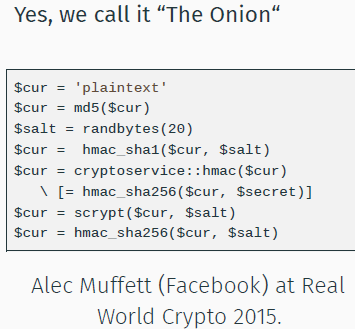 Yes, we call it “The Onion“
$cur = 'plaintext'
$cur = md5($cur)
$salt = randbytes(20)
$cur =  hmac_sha1($cur, $salt)
$cur = cryptoservice::hmac($cur)
   \ [= hmac_sha256($cur, $secret)]
$cur = scrypt($cur, $salt)
$cur = hmac_sha256($cur, $salt)
Alec Muffett (Facebook) at Real
World Crypto 2015.